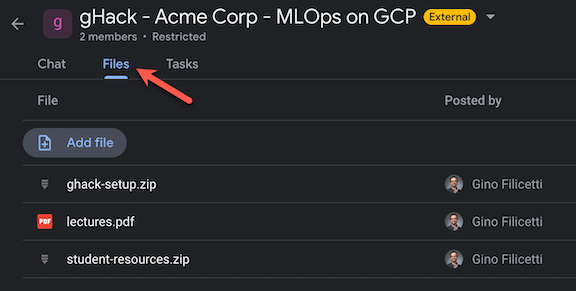 g
gHack - Acme Corp - MLOps on GCP External
2 members • Restricted
Chat Files Tasks
File Posted by
Add file
ghack-setup.zip Gino Filicetti
PDF lectures.pdf Gino Filicetti
student-resources.zip Gino Filicetti